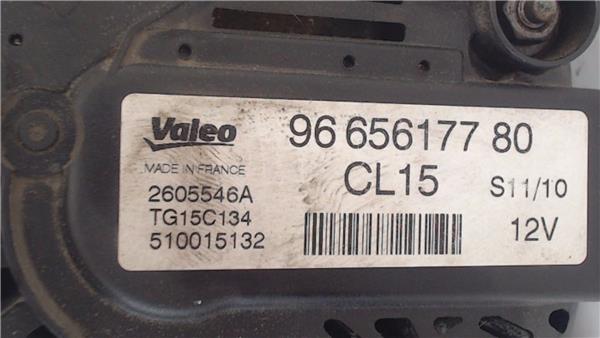 Valeo
96 656177 80
MADE IN FRANCE
CL15
S11/10
2605546A
TG15C134
510015132
12V